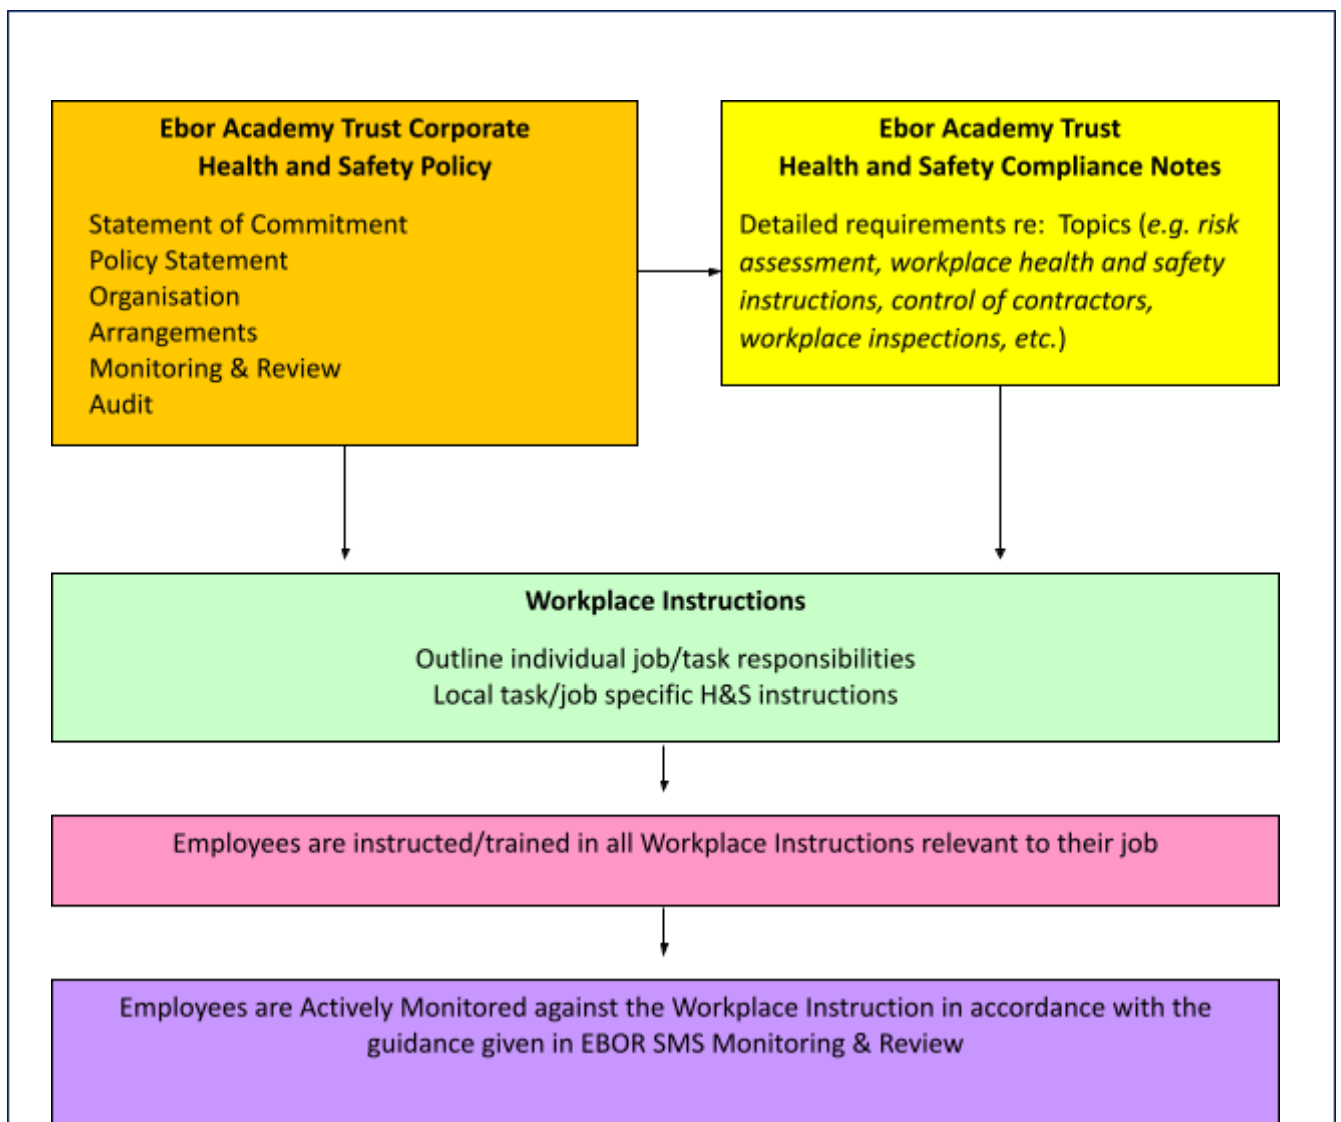 Ebor Academy Trust Corporate
Health and Safety Policy
Statement of Commitment
Policy Statement
Organisation
Arrangements
Monitoring & Review
Audit
Ebor Academy Trust
Health and Safety Compliance Notes
Detailed requirements re:  Topics (e.g. risk
assessment, workplace health and safety
instructions, control of contractors,
workplace inspections, etc.)
Workplace Instructions
Outline individual job/task responsibilities
Local task/job specific H&S instructions
Employees are instructed/trained in all Workplace Instructions relevant to their job
Employees are Actively Monitored against the Workplace Instruction in accordance with the
guidance given in EBOR SMS Monitoring & Review